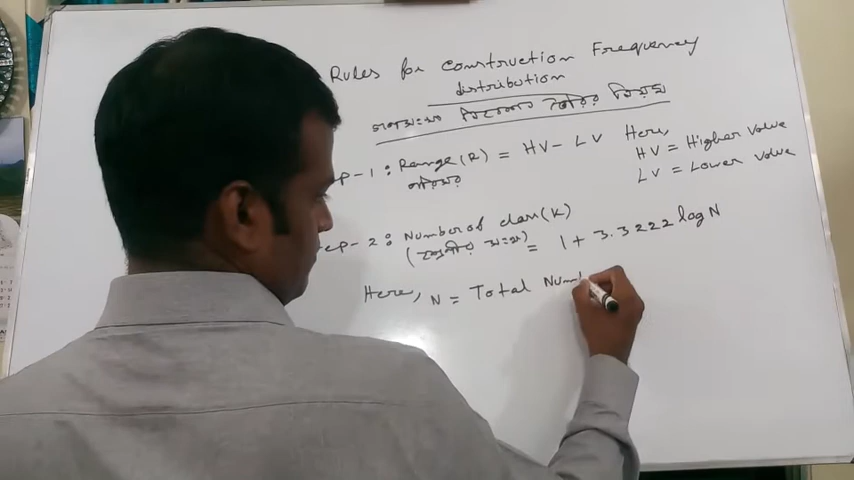 Rules for Construction Frequency
distribution
ep-1 : Range (R) = HV - LV Here,
HV = Higher Value
LV = Lower Value
ep-2 : Number of class (K)
= 1 + 3.3222 log N
Here, N = Total Num